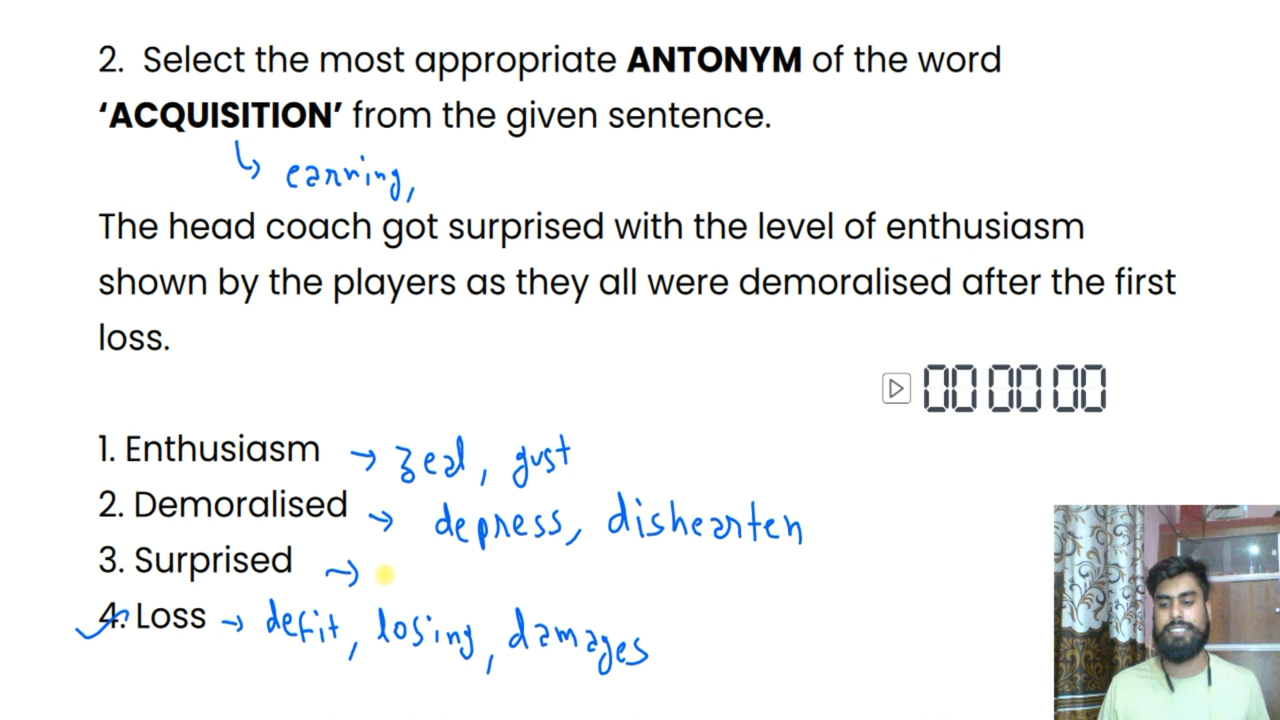 2. Select the most appropriate ANTONYM of the word
‘ACQUISITION’ from the given sentence.
↳ earning,
The head coach got surprised with the level of enthusiasm
shown by the players as they all were demoralised after the first
loss.
00 00 00
1. Enthusiasm → zeal, gust
2. Demoralised → depress, dishearten
3. Surprised →
4. Loss → defit, losing, damages